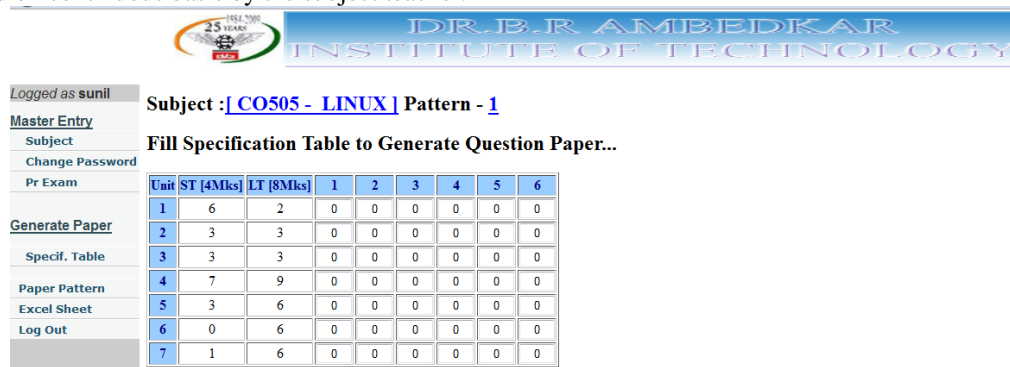 1984-2009
25 YEARS
DR.B.R AMBEDKAR
INSTITUTE OF TECHNOLOGY
Logged as sunil
Master Entry
Subject
Change Password
Pr Exam
Generate Paper
Specif. Table
Paper Pattern
Excel Sheet
Log Out
Subject :[ CO505 - LINUX ] Pattern - 1
Fill Specification Table to Generate Question Paper...
Unit ST [4Mks] LT [8Mks] 1 2 3 4 5 6
1 6 2 0 0 0 0 0 0
2 3 3 0 0 0 0 0 0
3 3 3 0 0 0 0 0 0
4 7 9 0 0 0 0 0 0
5 3 6 0 0 0 0 0 0
6 0 6 0 0 0 0 0 0
7 1 6 0 0 0 0 0 0